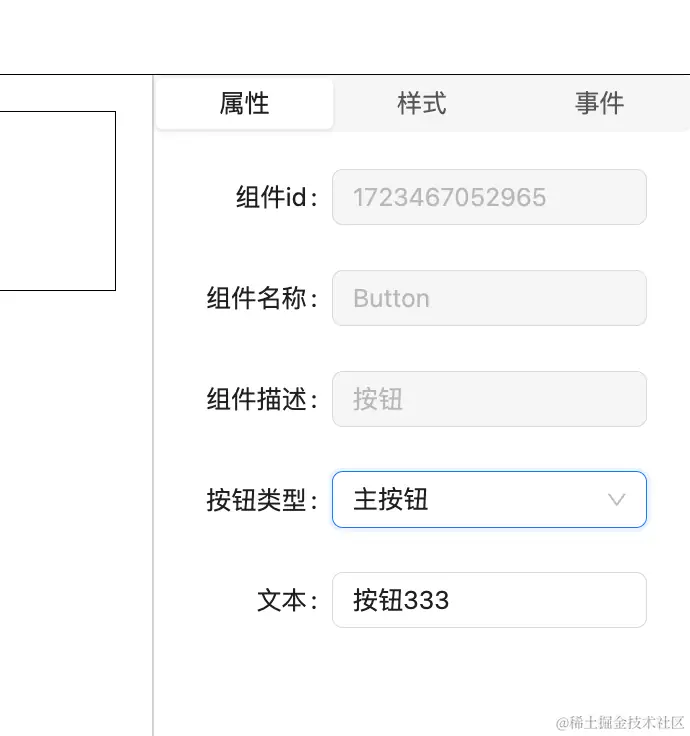 属性 样式 事件
组件id: 1723467052965
组件名称: Button
组件描述: 按钮
按钮类型: 主按钮
文本: 按钮333
@稀土掘金技术社区